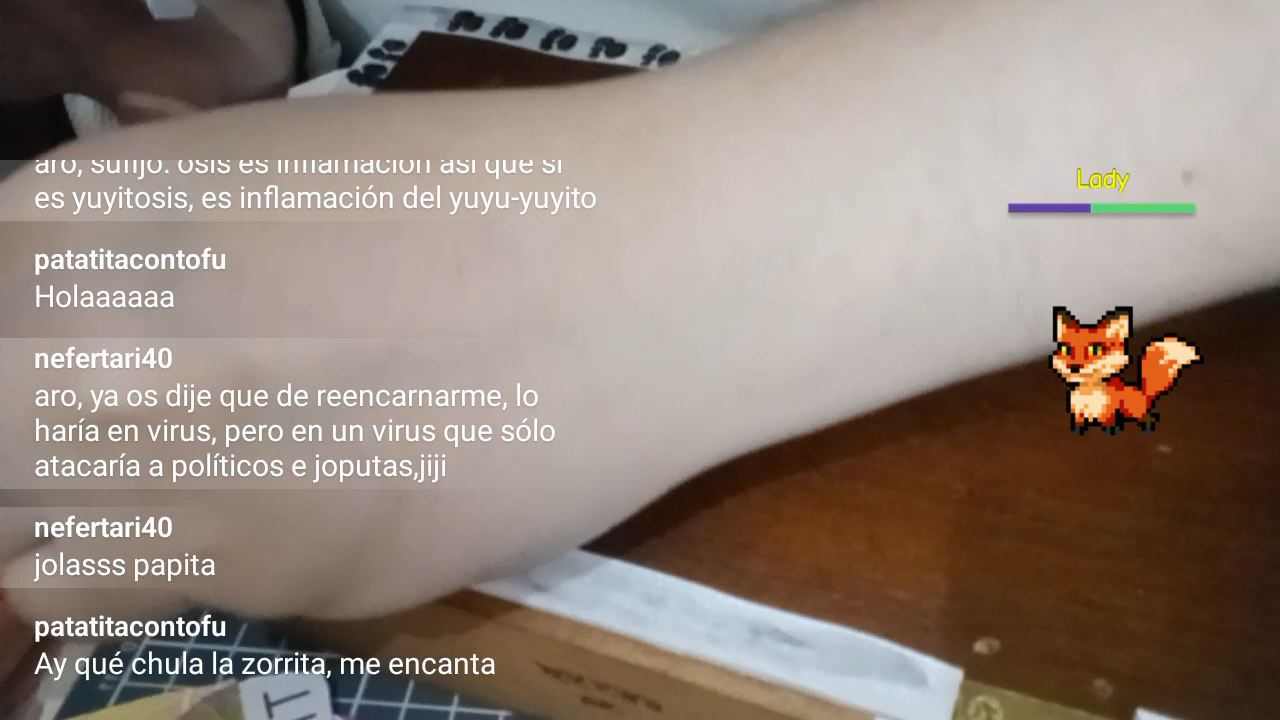 aro, sufijo. osis es inflamación así que si
es yuyitosis, es inflamación del yuyu-yuyito
patatitacontofu
Holaaaaaa
nefertari40
aro, ya os dije que de reencarnarme, lo
haría en virus, pero en un virus que sólo
atacaría a políticos e joputas,jiji
nefertari40
jolasss papita
patatitacontofu
Ay qué chula la zorrita, me encanta
Lady
IT